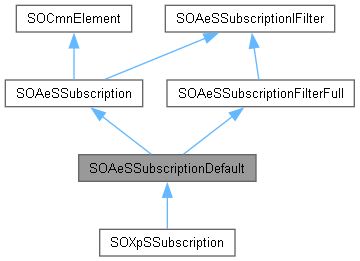 SOCmnElement
SOAeSSubscriptionIFilter
SOAeSSubscription
SOAeSSubscriptionFilterFull
SOAeSSubscriptionDefault
SOXpSSubscription